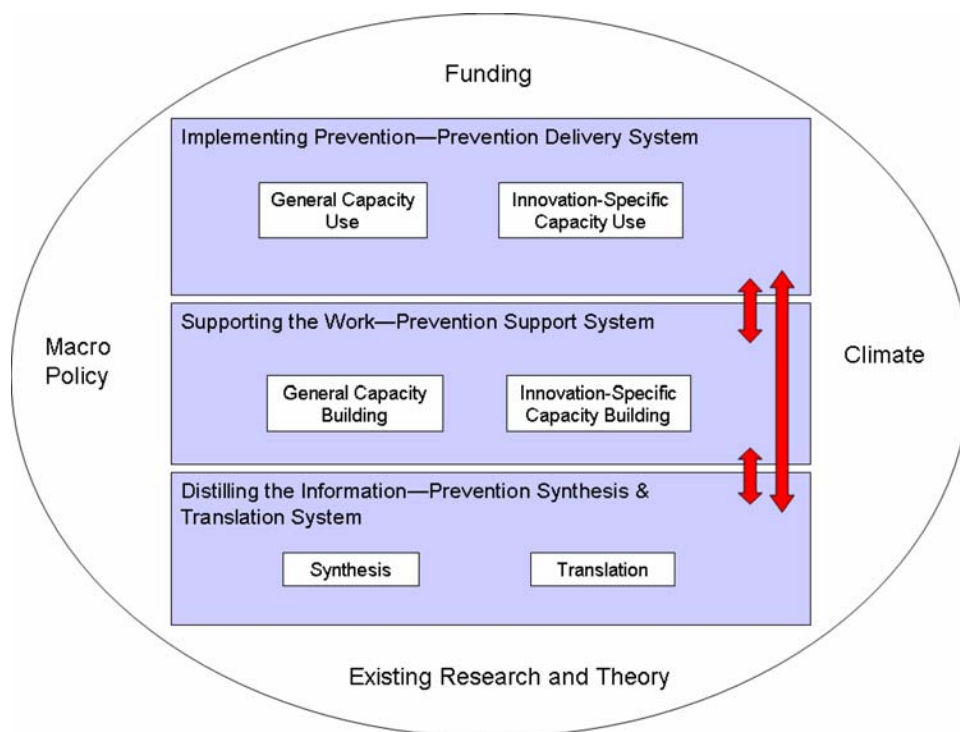 Funding
Implementing Prevention—Prevention Delivery System
General Capacity
Use
Innovation-Specific
Capacity Use
Macro
Policy
Supporting the Work—Prevention Support System
General Capacity
Building
Innovation-Specific
Capacity Building
Climate
Distilling the Information—Prevention Synthesis &
Translation System
Synthesis
Translation
Existing Research and Theory